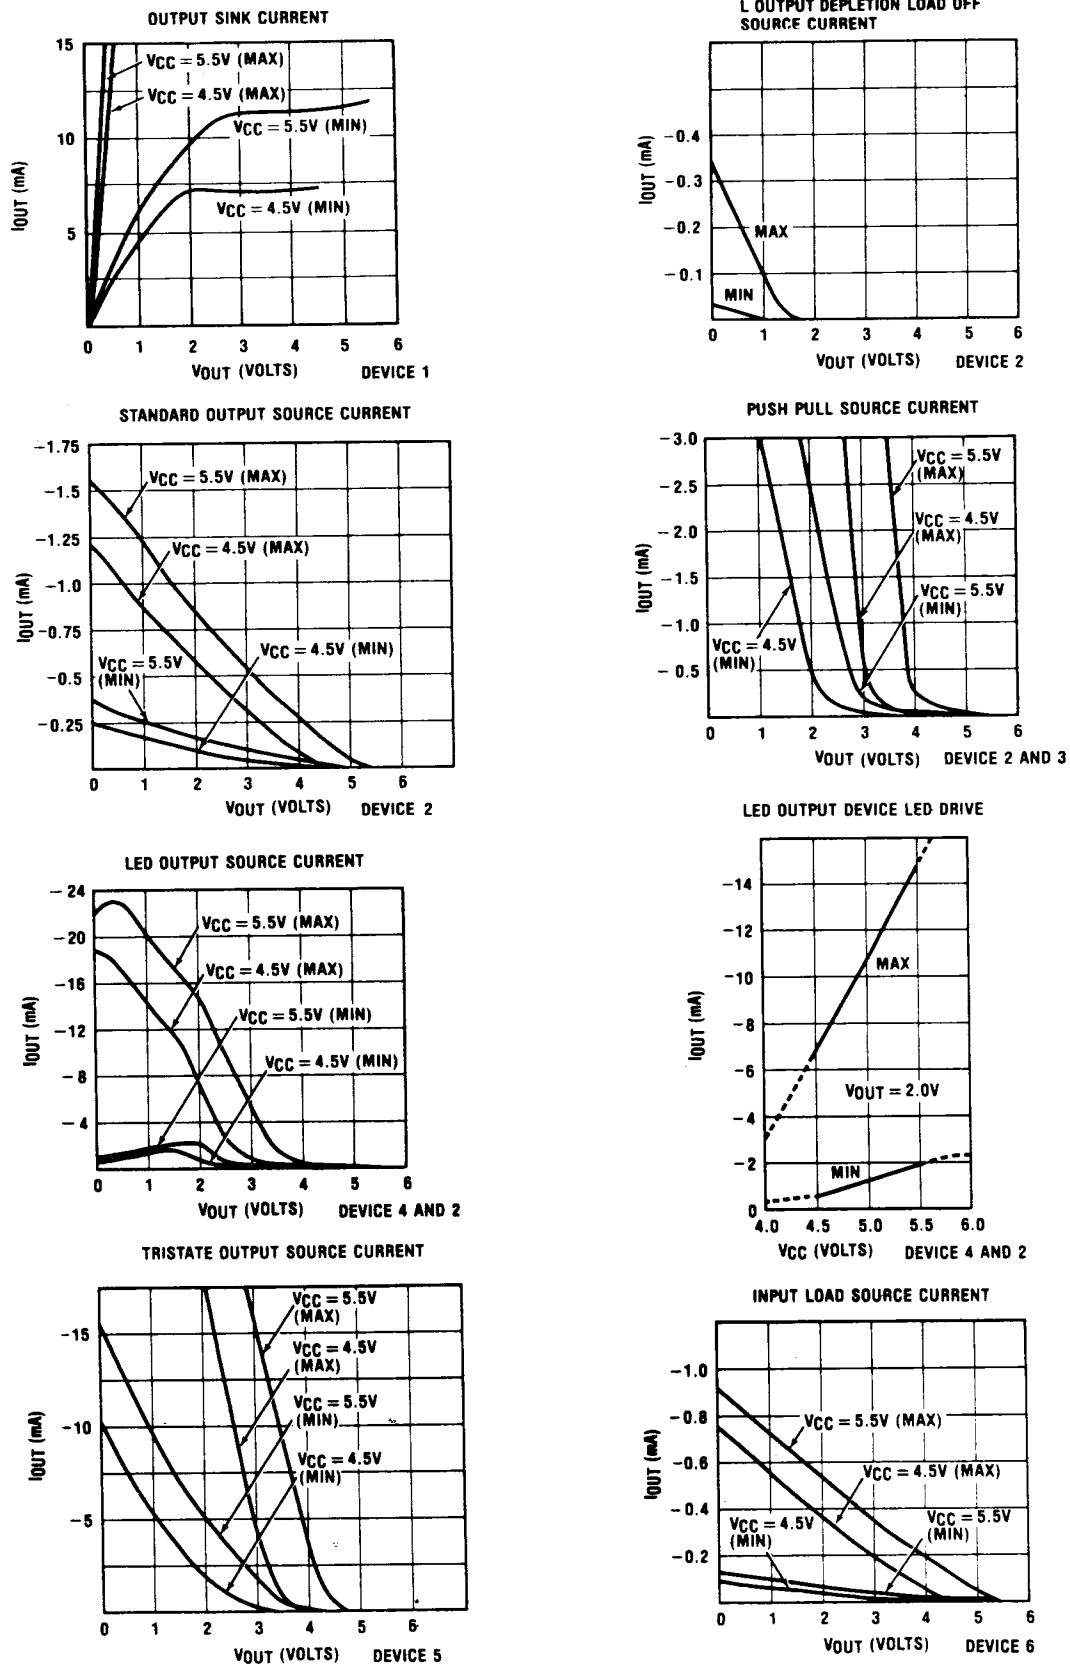 OUTPUT SINK CURRENT
15
10
5
IOUT (mA)
VCC = 5.5V (MAX)
VCC = 4.5V (MAX)
VCC = 5.5V (MIN)
VCC = 4.5V (MIN)
0 1 2 3 4 5 6
VOUT (VOLTS) DEVICE 1
L OUTPUT DEPLETION LOAD OFF
SOURCE CURRENT
-0.4
-0.3
-0.2
-0.1
IOUT (mA)
MAX
MIN
0 1 2 3 4 5 6
VOUT (VOLTS) DEVICE 2
STANDARD OUTPUT SOURCE CURRENT
-1.75
-1.5
-1.25
-1.0
-0.75
-0.5
-0.25
IOUT (mA)
VCC = 5.5V (MAX)
VCC = 4.5V (MAX)
VCC = 4.5V (MIN)
VCC = 5.5V
(MIN)
0 1 2 3 4 5 6
VOUT (VOLTS) DEVICE 2
PUSH PULL SOURCE CURRENT
-3.0
-2.5
-2.0
-1.5
-1.0
-0.5
IOUT (mA)
VCC = 5.5V
(MAX)
VCC = 4.5V
(MAX)
VCC = 5.5V
(MIN)
VCC = 4.5V
(MIN)
0 1 2 3 4 5 6
VOUT (VOLTS) DEVICE 2 AND 3
LED OUTPUT SOURCE CURRENT
-24
-20
-16
-12
-8
-4
IOUT (mA)
VCC = 5.5V (MAX)
VCC = 4.5V (MAX)
VCC = 5.5V (MIN)
VCC = 4.5V (MIN)
0 1 2 3 4 5 6
VOUT (VOLTS) DEVICE 4 AND 2
LED OUTPUT DEVICE LED DRIVE
-14
-12
-10
-8
-6
-4
-2
0
IOUT (mA)
MAX
VOUT = 2.0V
MIN
4.0 4.5 5.0 5.5 6.0
VCC (VOLTS) DEVICE 4 AND 2
TRISTATE OUTPUT SOURCE CURRENT
-15
-10
-5
IOUT (mA)
VCC = 5.5V
(MAX)
VCC = 4.5V
(MAX)
VCC = 5.5V
(MIN)
VCC = 4.5V
(MIN)
0 1 2 3 4 5 6
VOUT (VOLTS) DEVICE 5
INPUT LOAD SOURCE CURRENT
-1.0
-0.8
-0.6
-0.4
-0.2
IOUT (mA)
VCC = 5.5V (MAX)
VCC = 4.5V (MAX)
VCC = 4.5V
(MIN)
VCC = 5.5V
(MIN)
0 1 2 3 4 5 6
VOUT (VOLTS) DEVICE 6